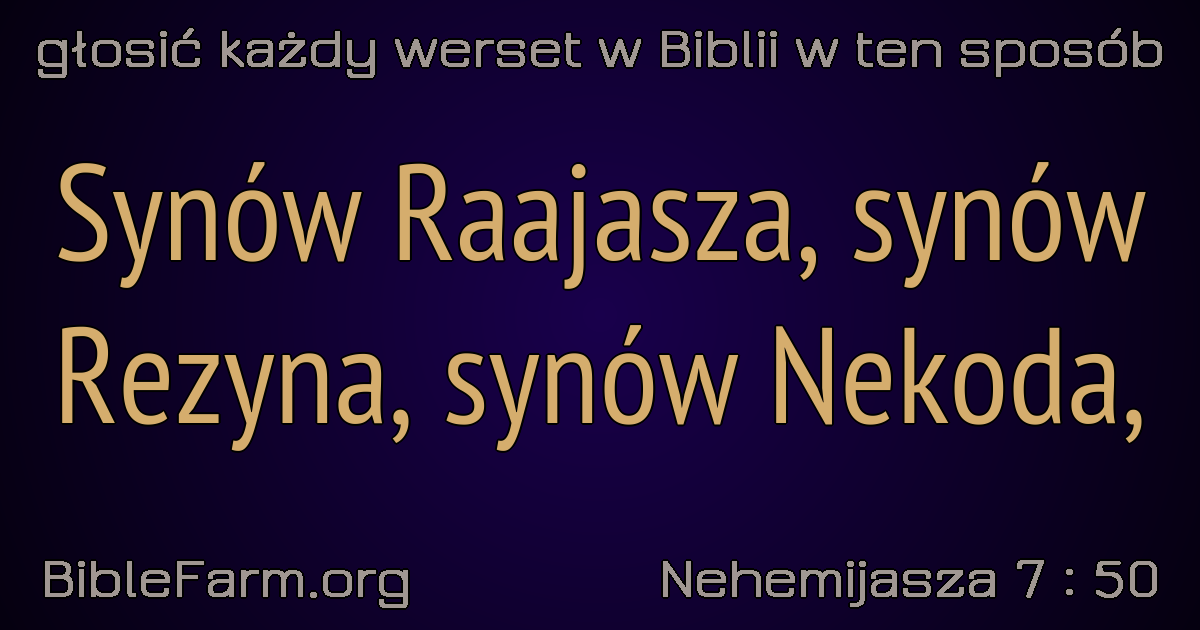 głosić każdy werset w Biblii w ten sposób
Synów Raajasza, synów
Rezyna, synów Nekoda,
BibleFarm.org
Nehemijasza 7 : 50